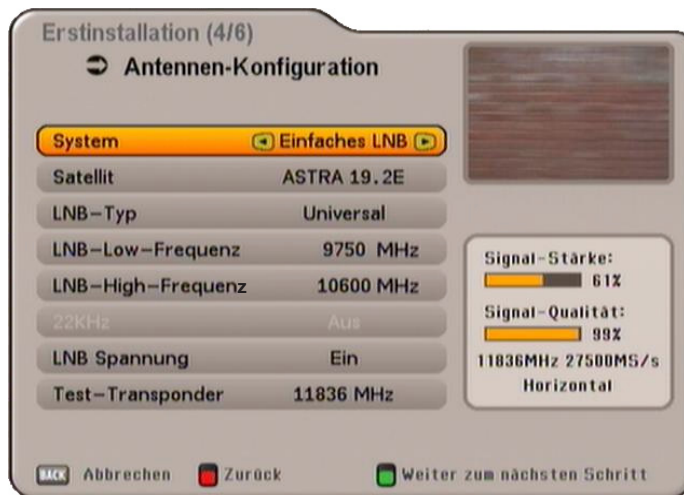 Erstinstallation (4/6)
Antennen-Konfiguration
System Einfaches LNB
Satellit ASTRA 19.2E
LNB-Typ Universal
LNB-Low-Frequenz 9750 MHz
LNB-High-Frequenz 10600 MHz
22KHz Aus
LNB Spannung Ein
Test-Transponder 11836 MHz
Signal-Stärke:
61%
Signal-Qualität:
99%
11836MHz 27500MS/s
Horizontal
BACK Abbrechen Zurück Weiter zum nächsten Schritt